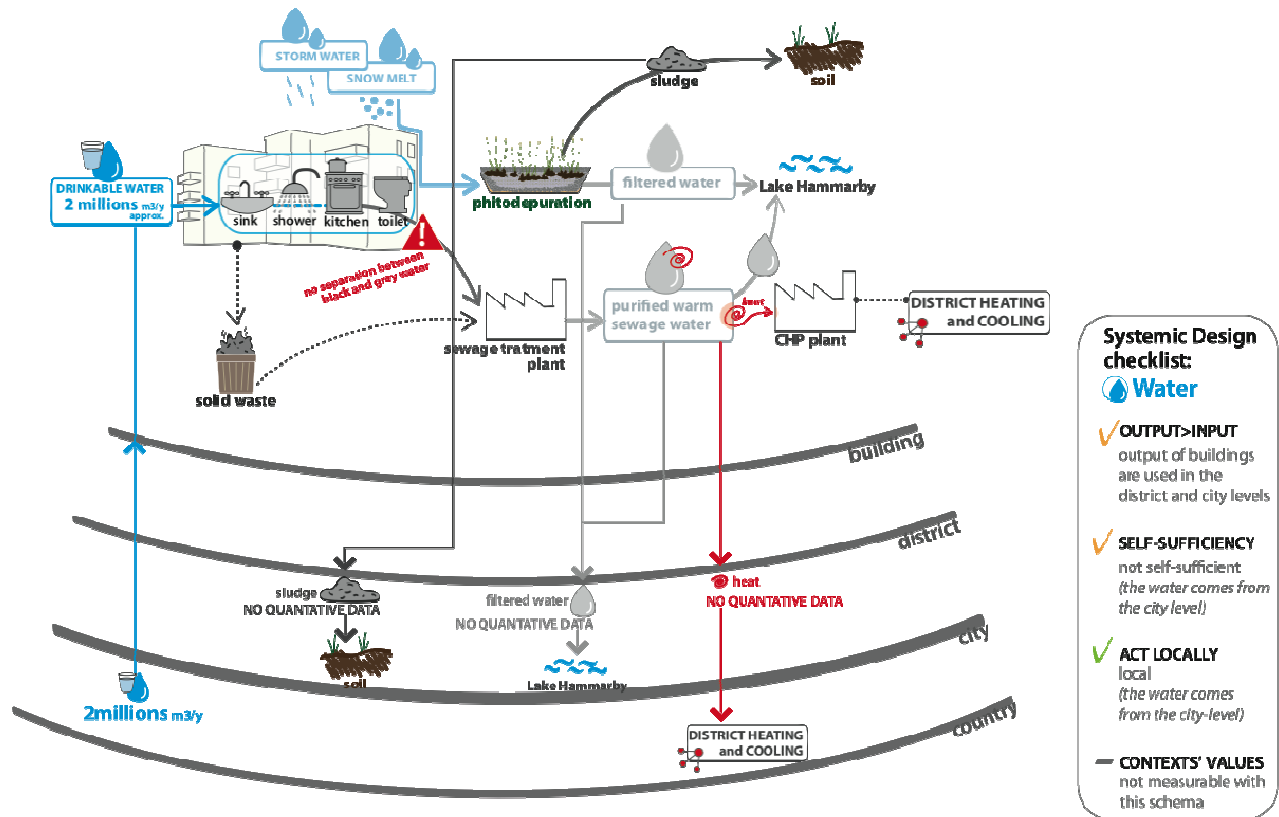 STORM WATER
SNOW MELT
sludge
soil
DRINKABLE WATER
2 millions m3/y
approx.
sink
shower
kitchen
toilet
!
no separation between
black and grey water
phitodepuration
filtered water
Lake Hammarby
purified warm
sewage water
heat
CHP plant
DISTRICT HEATING
and COOLING
sewage tratment
plant
solid waste
building
district
city
country
sludge
NO QUANTATIVE DATA
soil
filtered water
NO QUANTATIVE DATA
Lake Hammarby
heat
NO QUANTATIVE DATA
DISTRICT HEATING
and COOLING
2millions m3/y
Systemic Design
checklist:
Water
OUTPUT>INPUT
output of buildings
are used in the
district and city levels
SELF-SUFFICIENCY
not self-sufficient
(the water comes from
the city level)
ACT LOCALLY
local
(the water comes
from the city-level)
CONTEXTS' VALUES
not measurable with
this schema